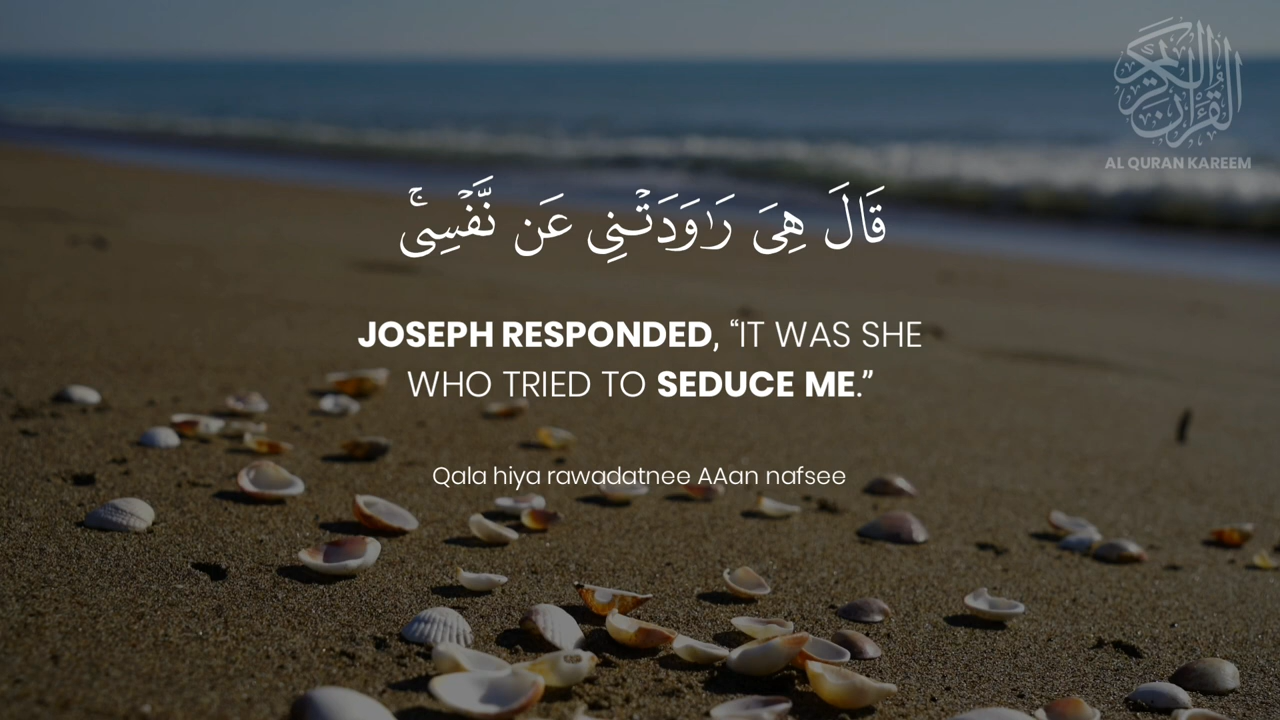 القرآن الكريم
AL QURAN KAREEM
قَالَ هِىَ رَٰوَدَتْنِى عَن نَّفْسِىۚ
JOSEPH RESPONDED, “IT WAS SHE
WHO TRIED TO SEDUCE ME.”
Qala hiya rawadatnee AAan nafsee